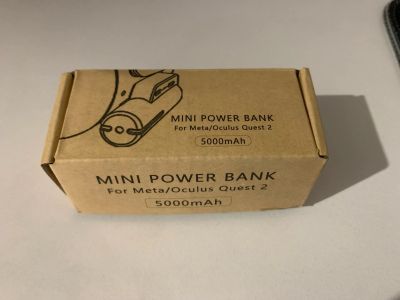 MINI POWER BANK
For Meta/Oculus Quest 2
5000mAh
MINI POWER BANK
For Meta/Oculus Quest 2
5000mAh